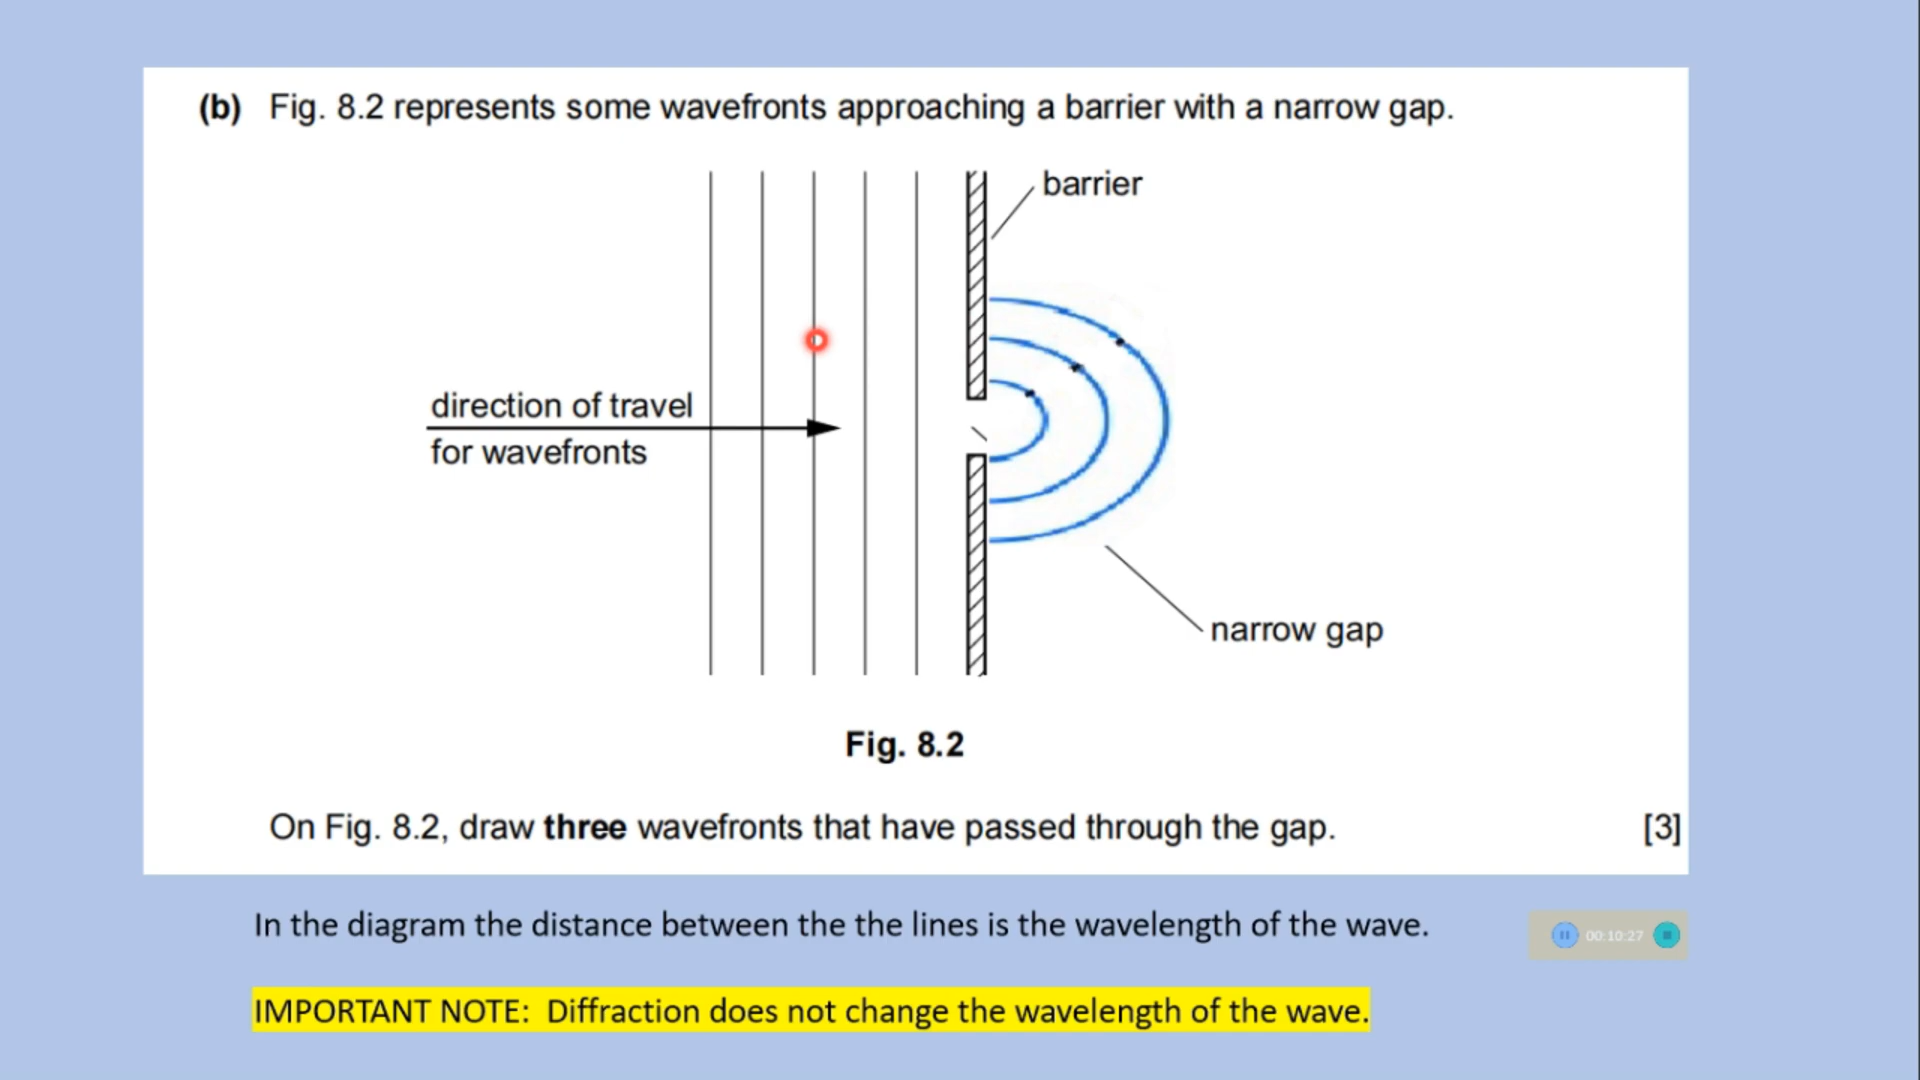 (b) Fig. 8.2 represents some wavefronts approaching a barrier with a narrow gap.
barrier
direction of travel
for wavefronts
narrow gap
Fig. 8.2
On Fig. 8.2, draw three wavefronts that have passed through the gap. [3]
In the diagram the distance between the the lines is the wavelength of the wave.
00:10:27
IMPORTANT NOTE: Diffraction does not change the wavelength of the wave.